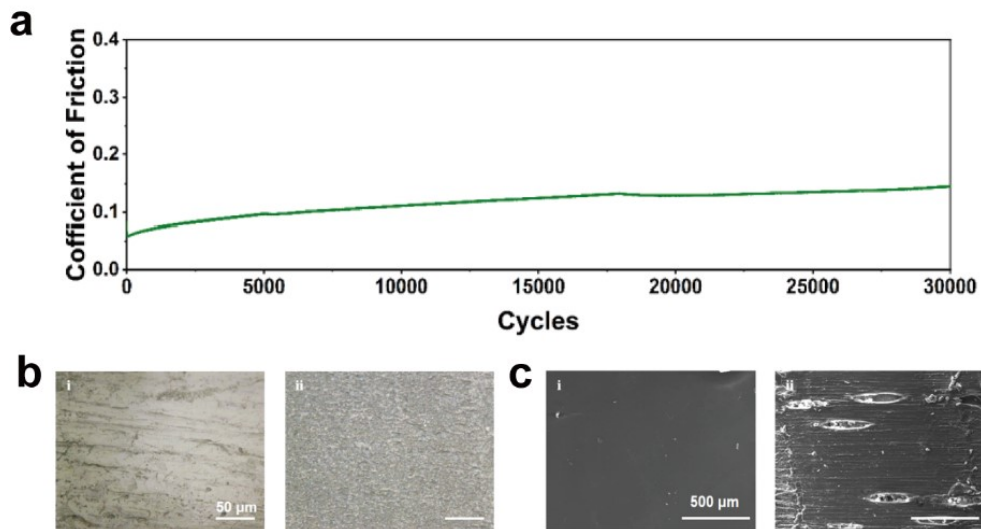 a
Cofficient of Friction
0.4
0.3
0.2
0.1
0.0
0 5000 10000 15000 20000 25000 30000
Cycles
b
i
50 μm
ii
c
i
500 μm
ii